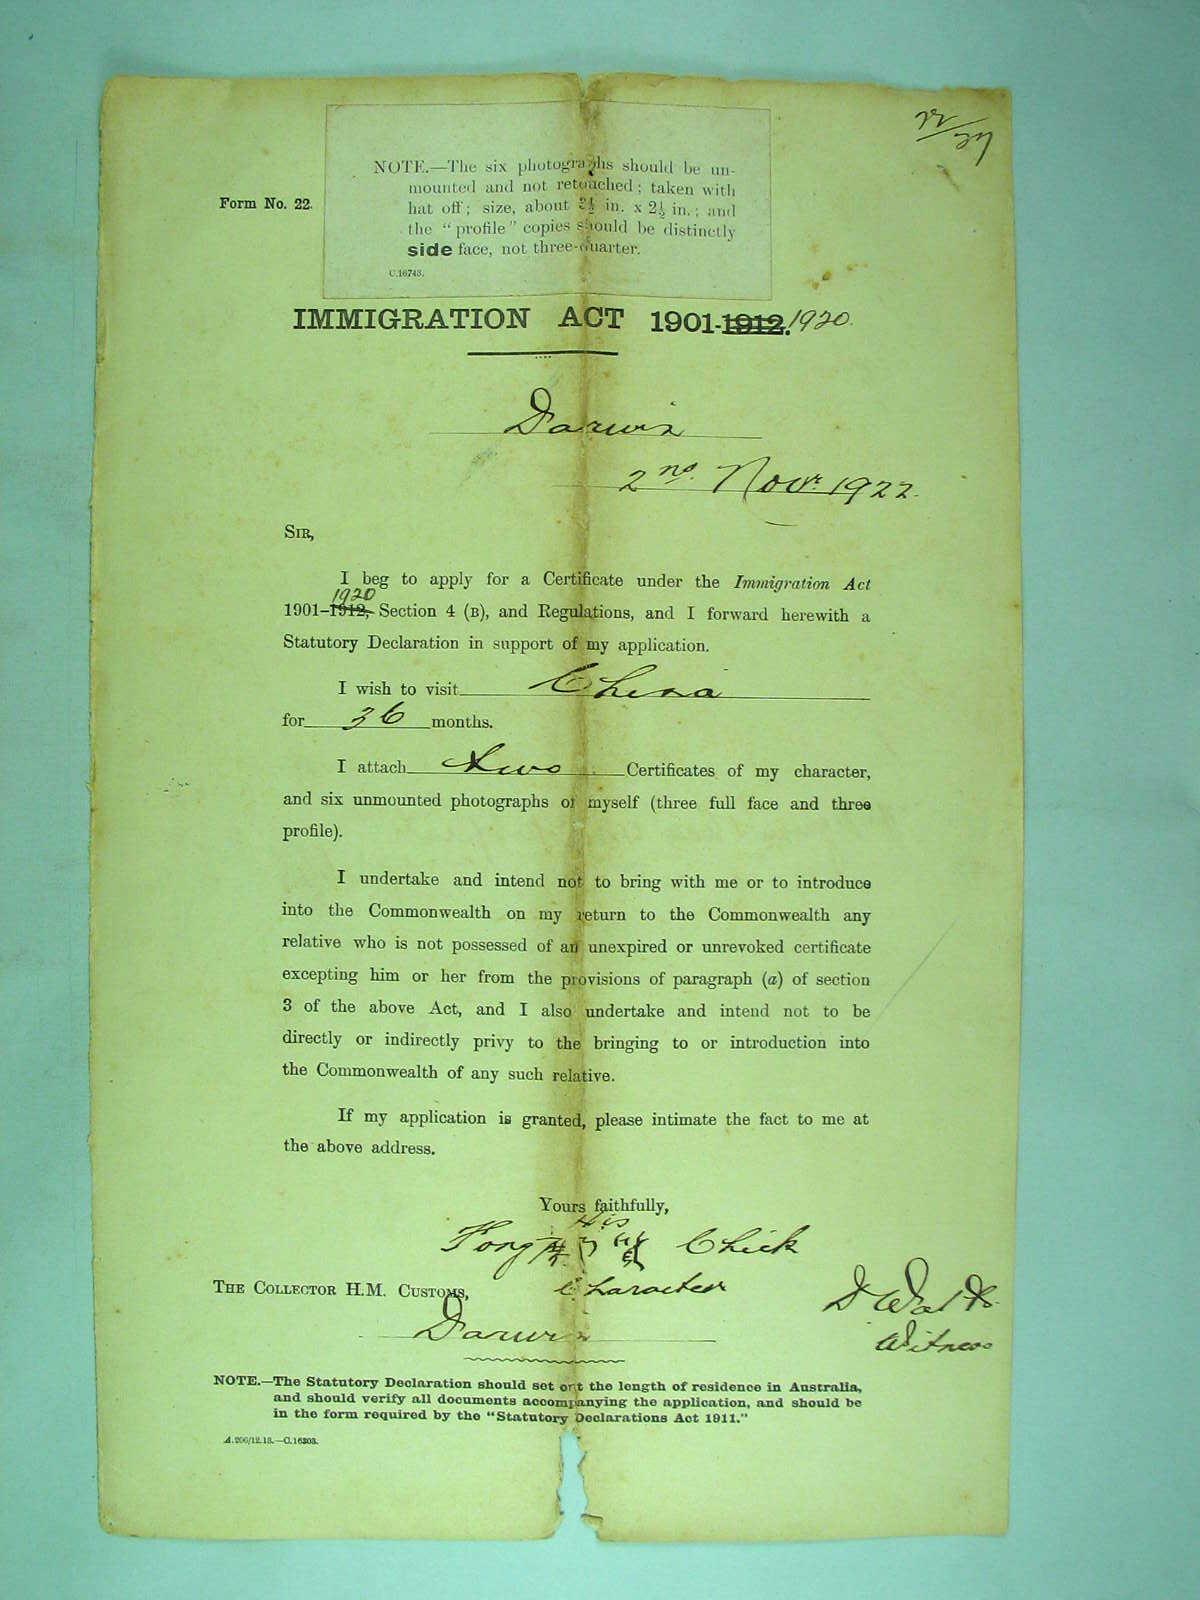 22/37
NOTE.—The six photographs should be un-
mounted and not retouched; taken with
hat off; size, about 3½ in. x 2½ in.; and
the "profile" copies should be distinctly
side face, not three-quarter.
C.16743.
Form No. 22.
IMMIGRATION ACT 1901-1912. 1920.
Darwin
2nd. Novr. 1922.
SIR,
I beg to apply for a Certificate under the Immigration Act
1920
1901-1912, Section 4 (B), and Regulations, and I forward herewith a
Statutory Declaration in support of my application.
I wish to visit China
for 36 months.
I attach two Certificates of my character,
and six unmounted photographs of myself (three full face and three
profile).
I undertake and intend not to bring with me or to introduce
into the Commonwealth on my return to the Commonwealth any
relative who is not possessed of an unexpired or unrevoked certificate
excepting him or her from the provisions of paragraph (a) of section
3 of the above Act, and I also undertake and intend not to be
directly or indirectly privy to the bringing to or introduction into
the Commonwealth of any such relative.
If my application is granted, please intimate the fact to me at
the above address.
Yours faithfully,
His
Fong Chick
Character
THE COLLECTOR H.M. CUSTOMS,
Darwin
Witness
NOTE.—The Statutory Declaration should set out the length of residence in Australia,
and should verify all documents accompanying the application, and should be
in the form required by the "Statutory Declarations Act 1911."
A.200/12.13.—C.16303.